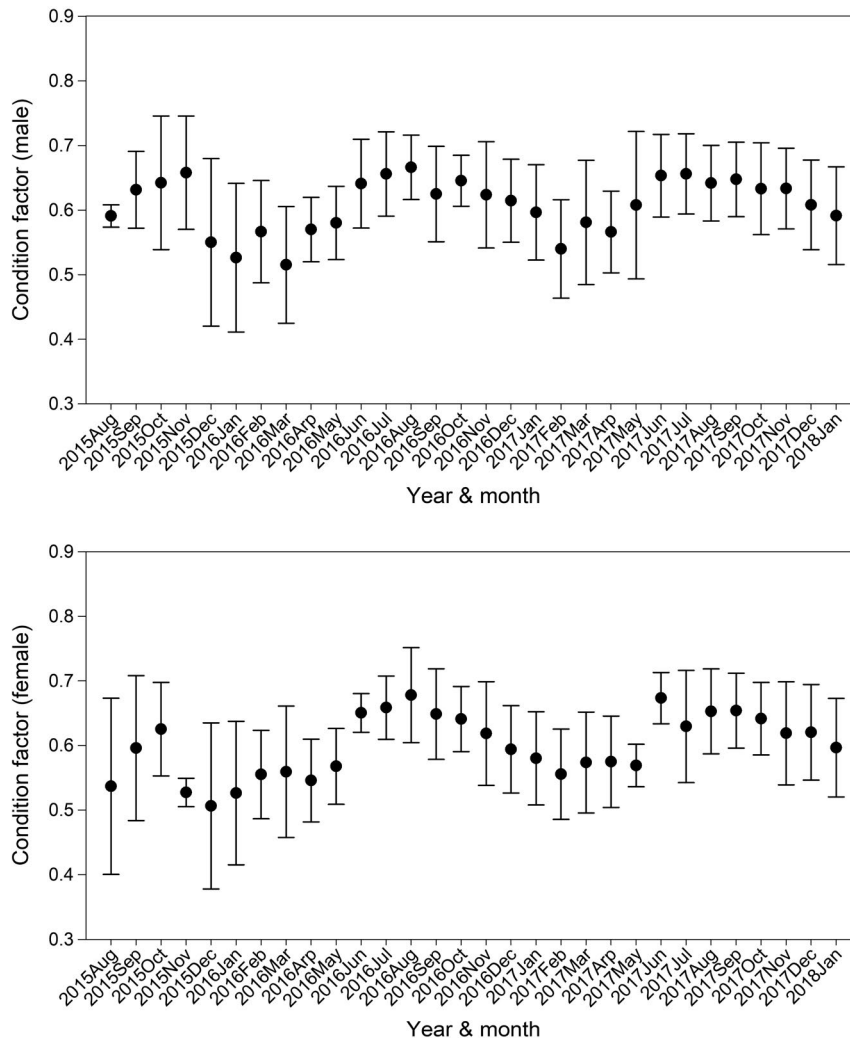 Condition factor (male)
0.9
0.8
0.7
0.6
0.5
0.4
0.3
2015Aug
2015Sep
2015Oct
2015Nov
2015Dec
2016Jan
2016Feb
2016Mar
2016Arp
2016May
2016Jun
2016Jul
2016Aug
2016Sep
2016Oct
2016Nov
2016Dec
2017Jan
2017Feb
2017Mar
2017Arp
2017May
2017Jun
2017Jul
2017Aug
2017Sep
2017Oct
2017Nov
2017Dec
2018Jan
Year & month
Condition factor (female)
0.9
0.8
0.7
0.6
0.5
0.4
0.3
2015Aug
2015Sep
2015Oct
2015Nov
2015Dec
2016Jan
2016Feb
2016Mar
2016Arp
2016May
2016Jun
2016Jul
2016Aug
2016Sep
2016Oct
2016Nov
2016Dec
2017Jan
2017Feb
2017Mar
2017Arp
2017May
2017Jun
2017Jul
2017Aug
2017Sep
2017Oct
2017Nov
2017Dec
2018Jan
Year & month